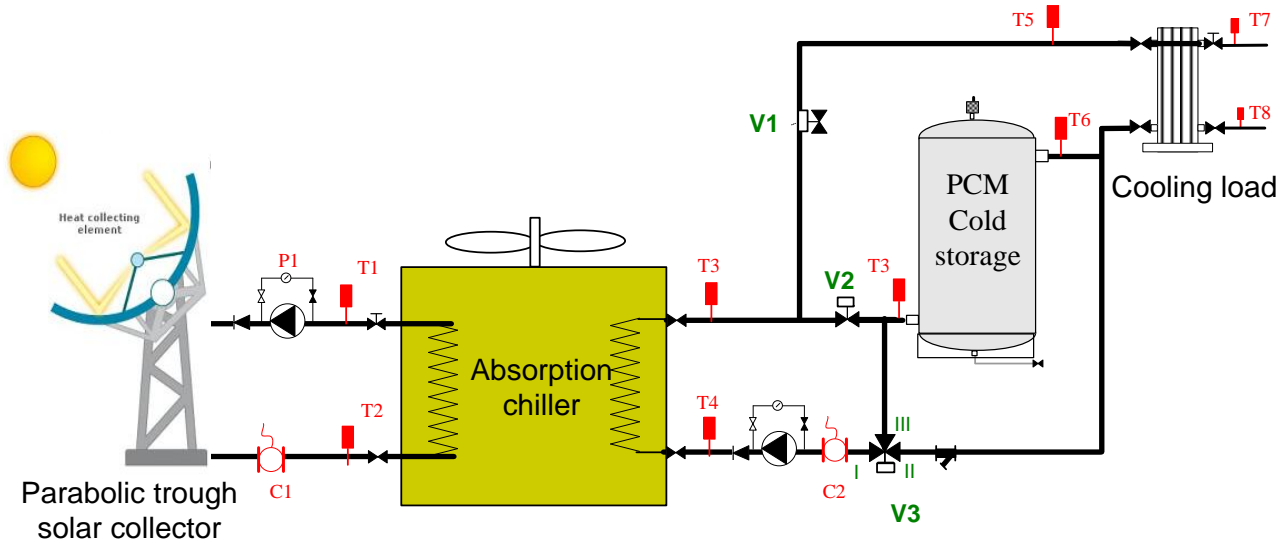 T5
T7
V1
T6
T8
PCM
Cold
storage
Cooling load
Heat collecting
element
P1
T1
T3
V2
T3
Absorption
chiller
T2
T4
III
I
II
C1
C2
V3
Parabolic trough
solar collector